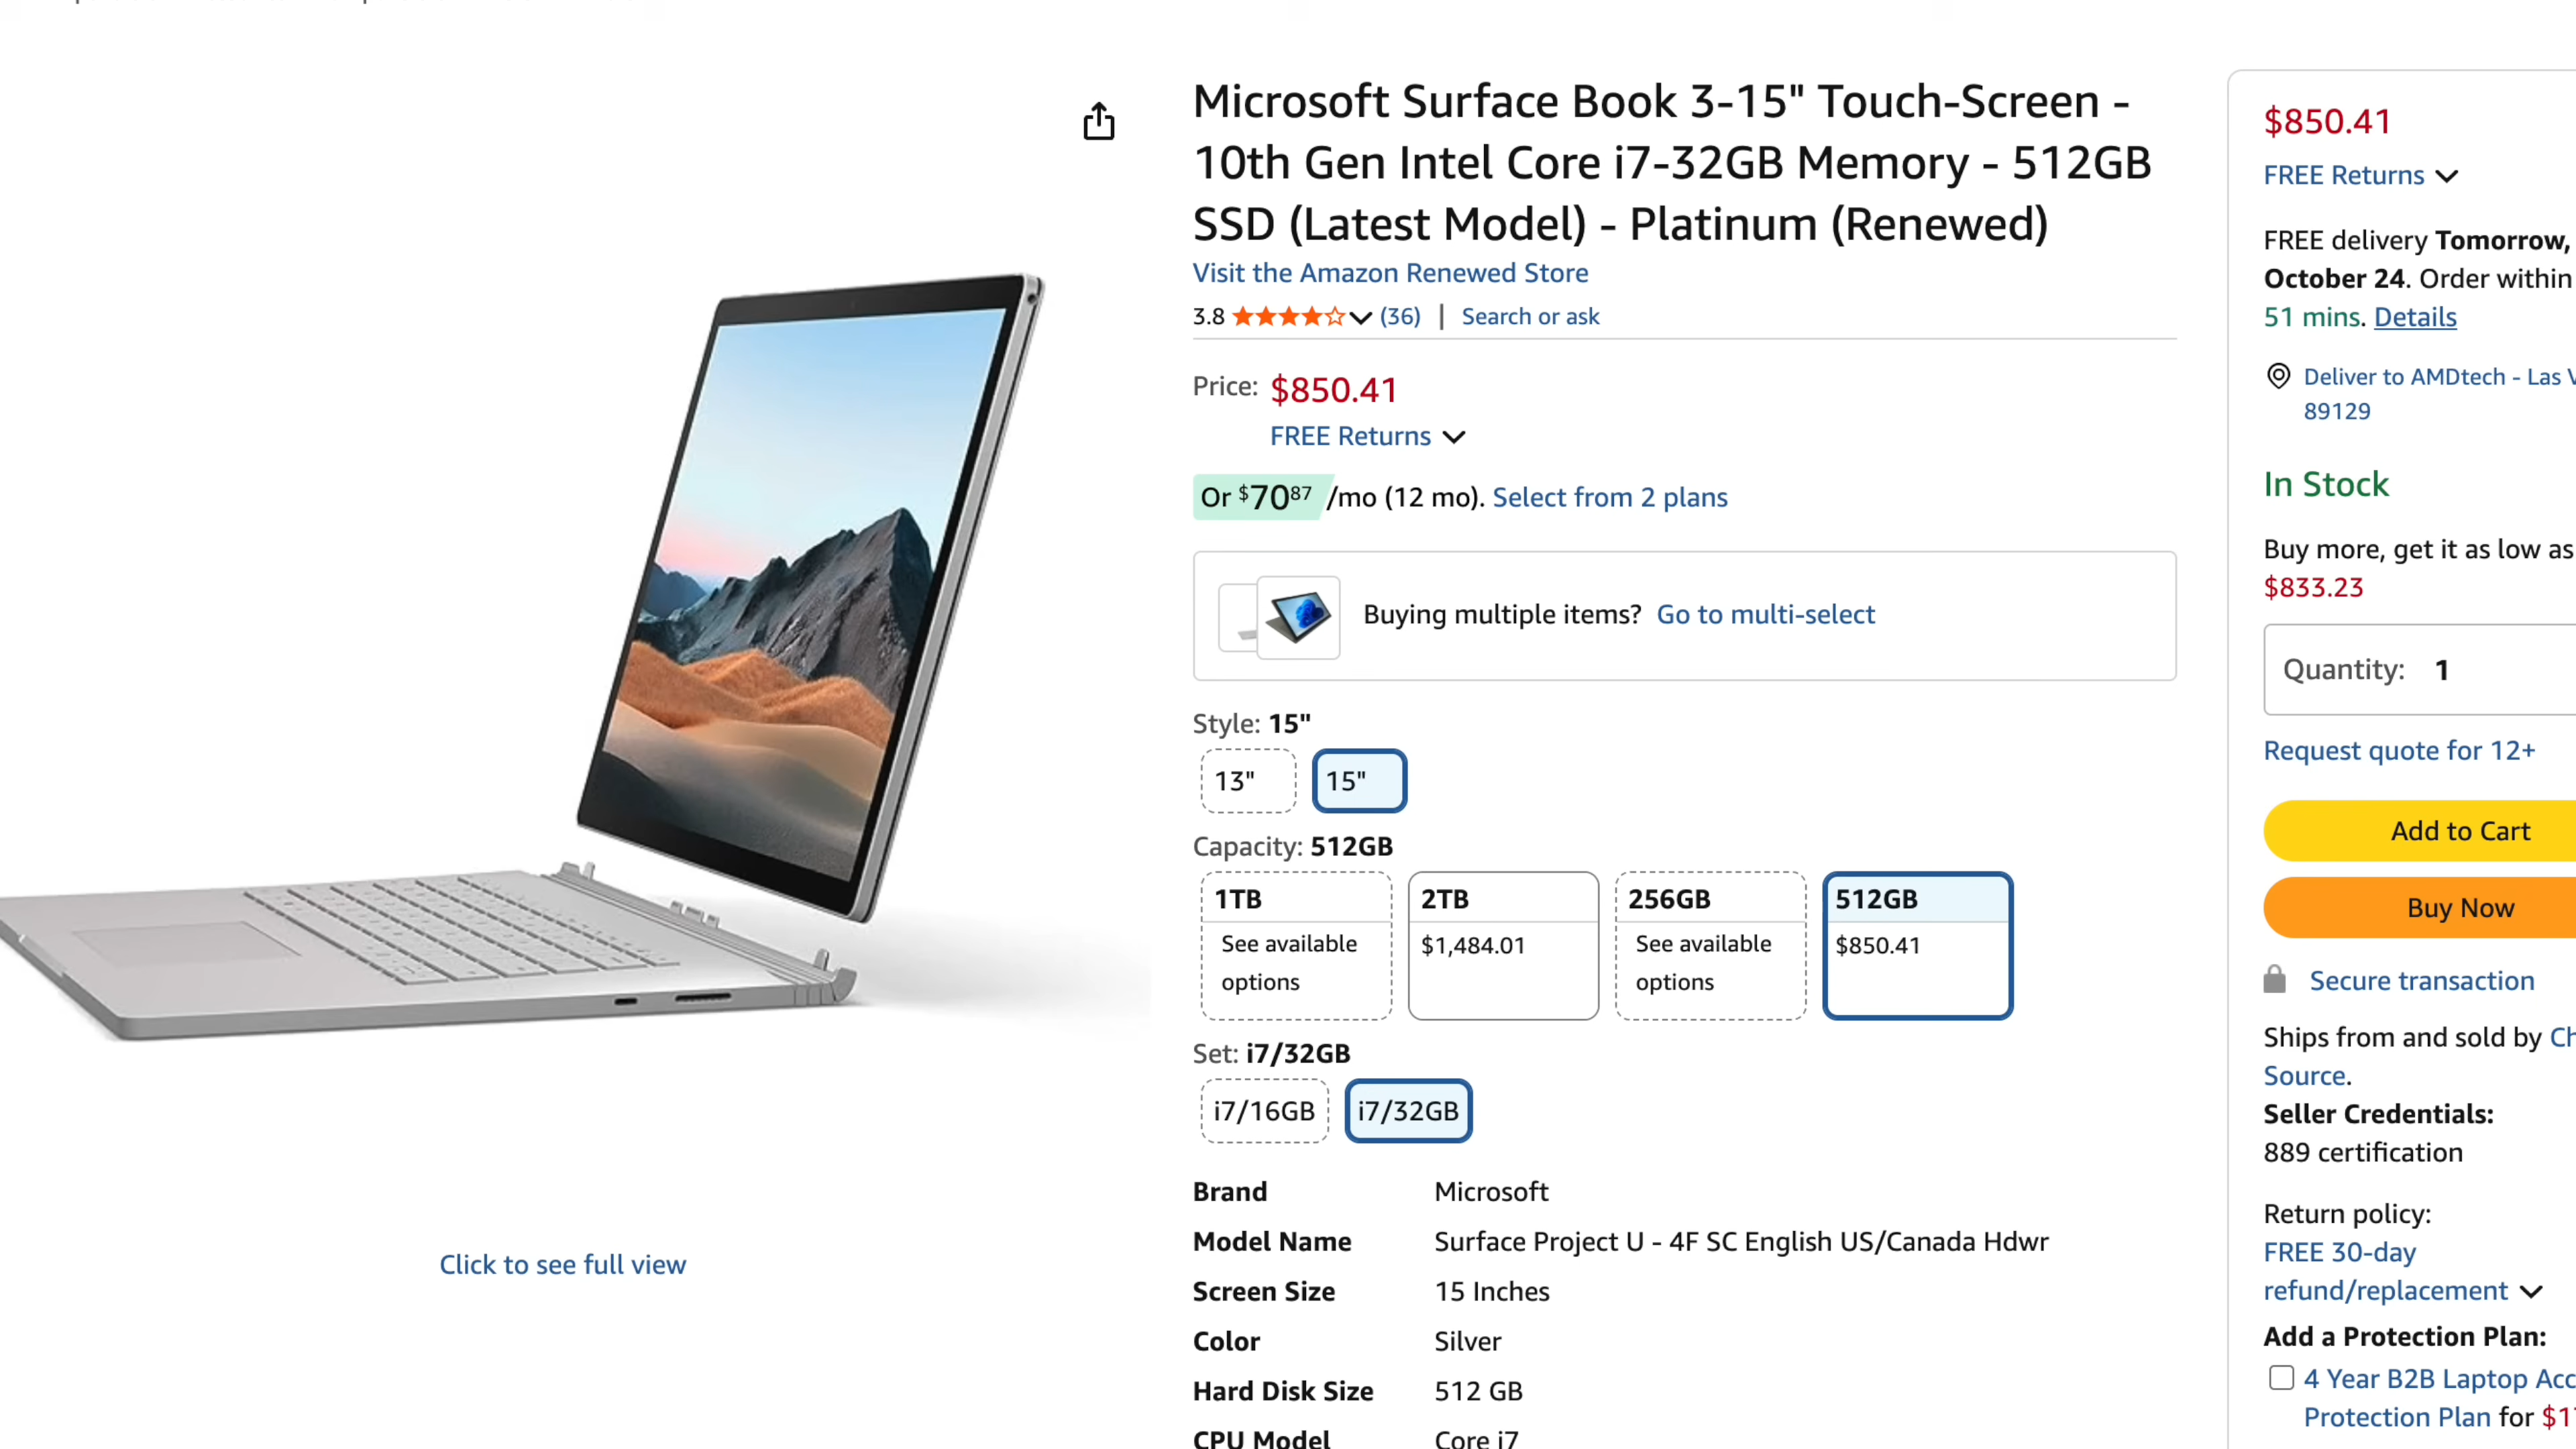 Microsoft Surface Book 3-15" Touch-Screen -
10th Gen Intel Core i7-32GB Memory - 512GB
SSD (Latest Model) - Platinum (Renewed)
Visit the Amazon Renewed Store
3.8 (36) | Search or ask
Price: $850.41
FREE Returns
Or $70.87 /mo (12 mo). Select from 2 plans
Buying multiple items? Go to multi-select
Style: 15"
13" 15"
Capacity: 512GB
1TB 2TB 256GB 512GB
See available $1,484.01 See available $850.41
options options
Set: i7/32GB
i7/16GB i7/32GB
Brand Microsoft
Model Name Surface Project U - 4F SC English US/Canada Hdwr
Screen Size 15 Inches
Color Silver
Hard Disk Size 512 GB
CPU Model Core i7
Click to see full view
$850.41
FREE Returns
FREE delivery Tomorrow,
October 24. Order within
51 mins. Details
Deliver to AMDtech - Las
89129
In Stock
Buy more, get it as low as
$833.23
Quantity: 1
Request quote for 12+
Add to Cart
Buy Now
Secure transaction
Ships from and sold by
Source.
Seller Credentials:
889 certification
Return policy:
FREE 30-day
refund/replacement
Add a Protection Plan:
4 Year B2B Laptop
Protection Plan for